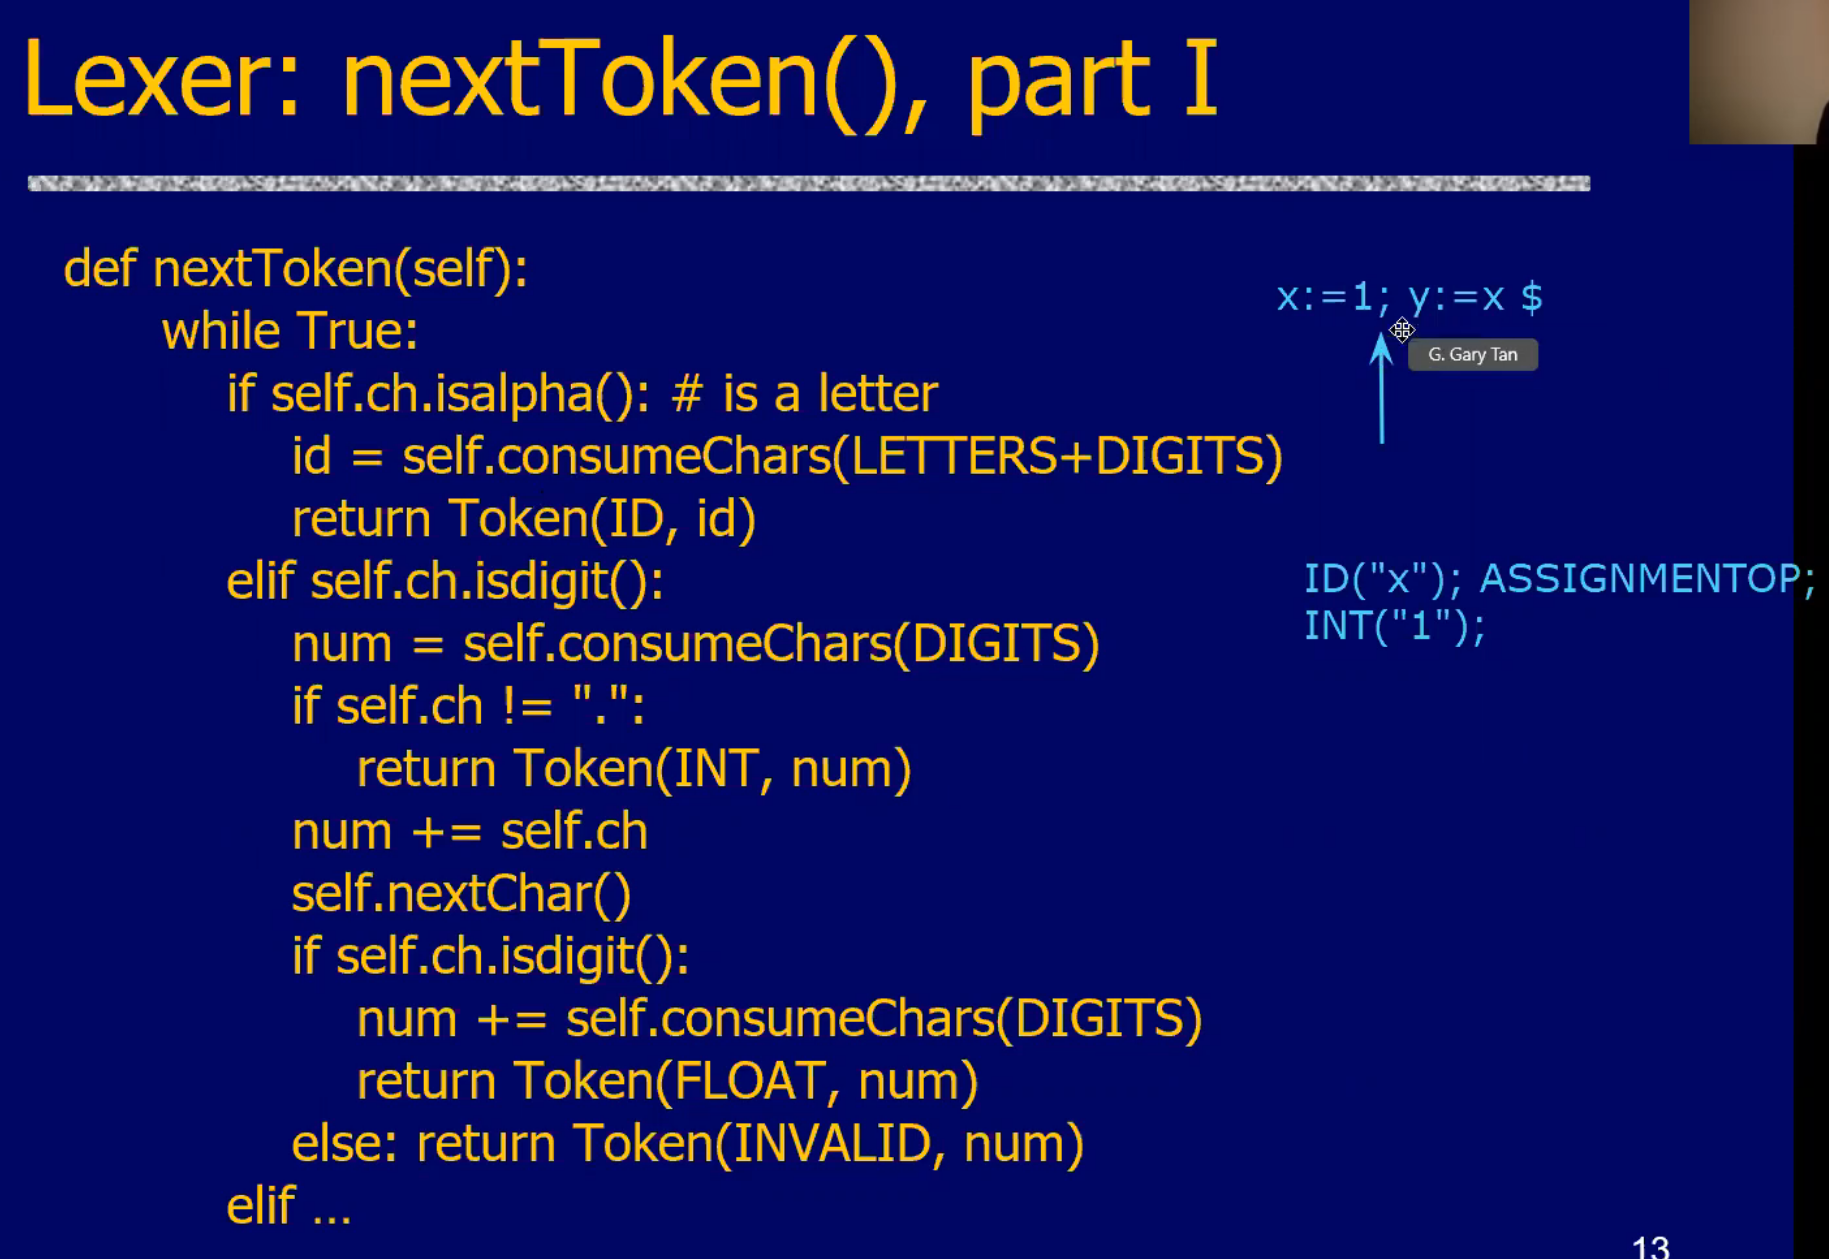 Lexer: nextToken(), part I
def nextToken(self):
while True:
if self.ch.isalpha(): # is a letter
id = self.consumeChars(LETTERS+DIGITS)
return Token(ID, id)
elif self.ch.isdigit():
num = self.consumeChars(DIGITS)
if self.ch != ".":
return Token(INT, num)
num += self.ch
self.nextChar()
if self.ch.isdigit():
num += self.consumeChars(DIGITS)
return Token(FLOAT, num)
else: return Token(INVALID, num)
elif …
x:=1; y:=x $
G. Gary Tan
ID("x"); ASSIGNMENTOP;
INT("1");
13